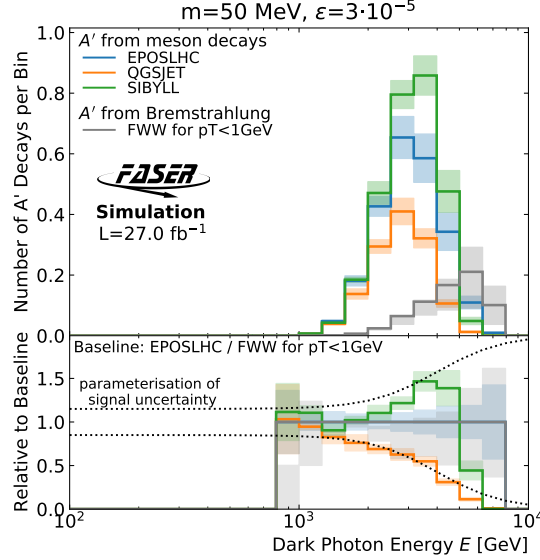 m=50 MeV, ε=3·10⁻⁵
A′ from meson decays
EPOSLHC
QGSJET
SIBYLL
A′ from Bremstrahlung
FWW for pT<1GeV
FASER
Simulation
L=27.0 fb⁻¹
Number of A' Decays per Bin
1.0
0.8
0.6
0.4
0.2
0.0
Baseline: EPOSLHC / FWW for pT<1GeV
parameterisation of
signal uncertainty
Relative to Baseline
1.5
1.0
0.5
0.0
10² 10³ 10⁴
Dark Photon Energy E [GeV]